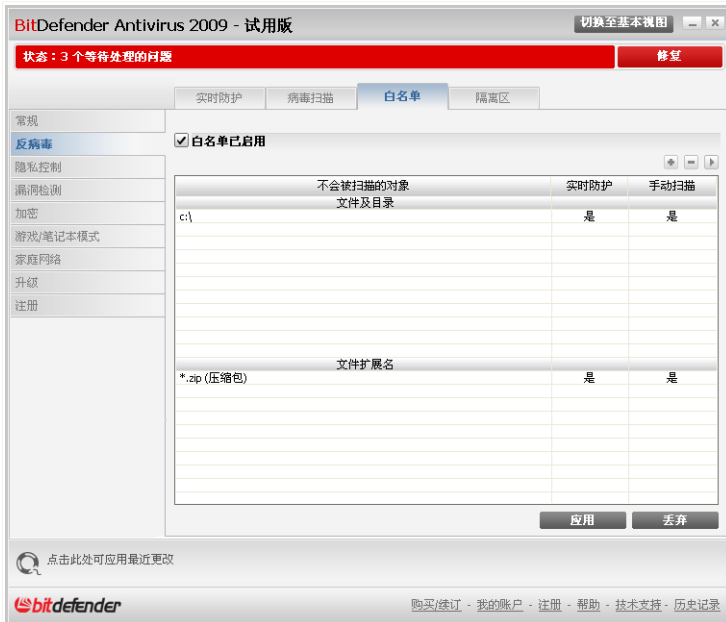 BitDefender Antivirus 2009 - 试用版
切换至基本视图
状态：3 个等待处理的问题
修复
实时防护
病毒扫描
白名单
隔离区
常规
反病毒
隐私控制
漏洞检测
加密
游戏/笔记本模式
家庭网络
升级
注册
白名单已启用
不会被扫描的对象 实时防护 手动扫描
文件及目录
c:\ 是 是
文件扩展名
*.zip (压缩包) 是 是
应用
丢弃
点击此处可应用最近更改
bitdefender
购买/续订 - 我的账户 - 注册 - 帮助 - 技术支持 - 历史记录